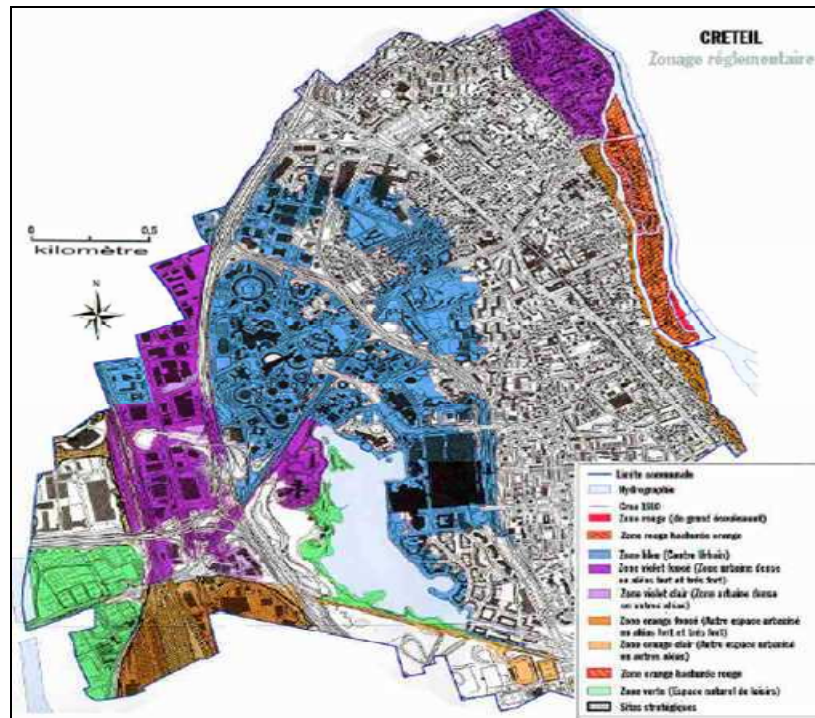 CRETEIL
Zonage réglementaire
0 0,5
kilomètre
N
Limite communale
Hydrographie
Crue 1910
Zone rouge (de grand écoulement)
Zone rouge hachurée orange
Zone bleu (Centre Urbain)
Zone violet foncé (Zone urbaine dense
en aléas fort et très fort)
Zone violet clair (Zone urbaine dense
en autres aléas)
Zone orange foncé (Autre espace urbanisé
en aléas fort et très fort)
Zone orange clair (Autre espace urbanisé
en autres aléas)
Zone orange hachurée rouge
Zone verte (Espace naturel de loisirs)
Sites stratégiques